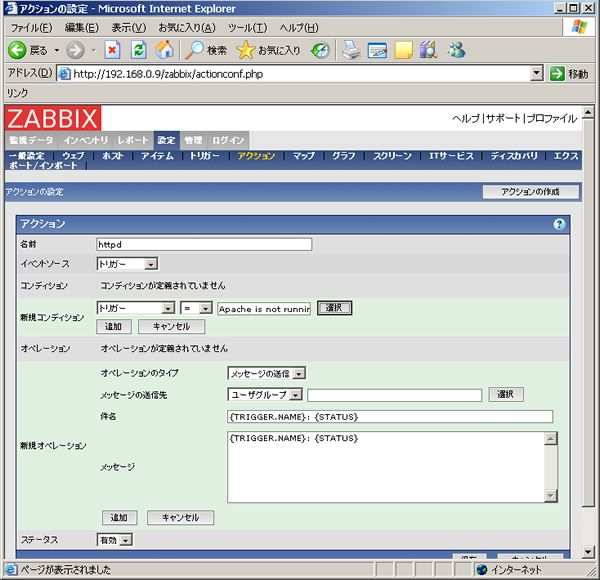 アクションの設定 - Microsoft Internet Explorer
ファイル(F) 編集(E) 表示(V) お気に入り(A) ツール(T) ヘルプ(H)
戻る 検索 お気に入り
アドレス(D) http://192.168.0.9/zabbix/actionconf.php 移動
リンク
ZABBIX
ヘルプ|サポート|プロファイル
監視データ インベントリ レポート 設定 管理 ログイン
一般設定 | ウェブ | ホスト | アイテム | トリガー | アクション | マップ | グラフ | スクリーン | ITサービス | ディスカバリ | エクス
ポート/インポート |
アクションの設定 アクションの作成
アクション
名前 httpd
イベントソース トリガー
コンディション コンディションが定義されていません
新規コンディション トリガー = Apache is not runnin 選択
追加 キャンセル
オペレーション オペレーションが定義されていません
オペレーションのタイプ メッセージの送信
メッセージの送信先 ユーザグループ 選択
件名 {TRIGGER.NAME}: {STATUS}
新規オペレーション
メッセージ {TRIGGER.NAME}: {STATUS}
追加 キャンセル
ステータス 有効
ページが表示されました インターネット